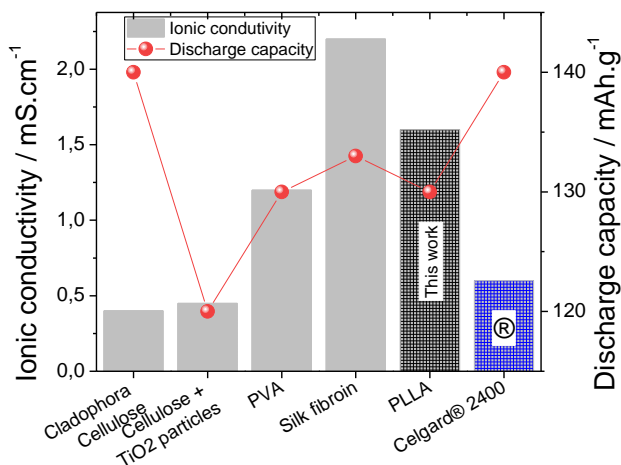 Ionic condutivity
Discharge capacity
Ionic conductivity / mS.cm-1
2,0
1,5
1,0
0,5
0,0
This work
®
140
130
120
Discharge capacity / mAh.g-1
Cladophora
Cellulose
Cellulose +
TiO2 particles
PVA
Silk fibroin
PLLA
Celgard® 2400